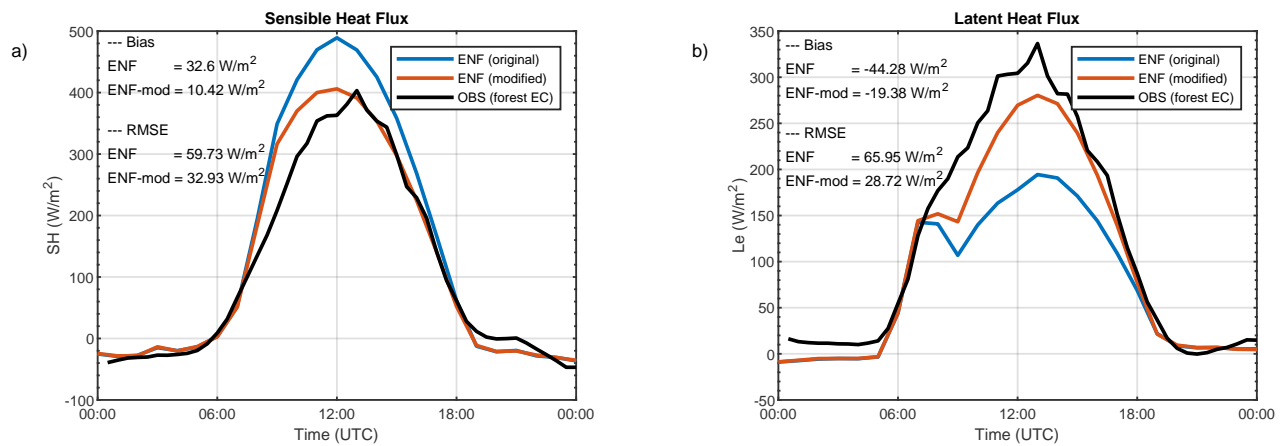 a)
Sensible Heat Flux
--- Bias
ENF = 32.6 W/m²
ENF-mod = 10.42 W/m²
--- RMSE
ENF = 59.73 W/m²
ENF-mod = 32.93 W/m²
ENF (original)
ENF (modified)
OBS (forest EC)
SH (W/m²)
500
400
300
200
100
0
-100
00:00 06:00 12:00 18:00 00:00
Time (UTC)
b)
Latent Heat Flux
--- Bias
ENF = -44.28 W/m²
ENF-mod = -19.38 W/m²
--- RMSE
ENF = 65.95 W/m²
ENF-mod = 28.72 W/m²
ENF (original)
ENF (modified)
OBS (forest EC)
Le (W/m²)
350
300
250
200
150
100
50
0
-50
00:00 06:00 12:00 18:00 00:00
Time (UTC)